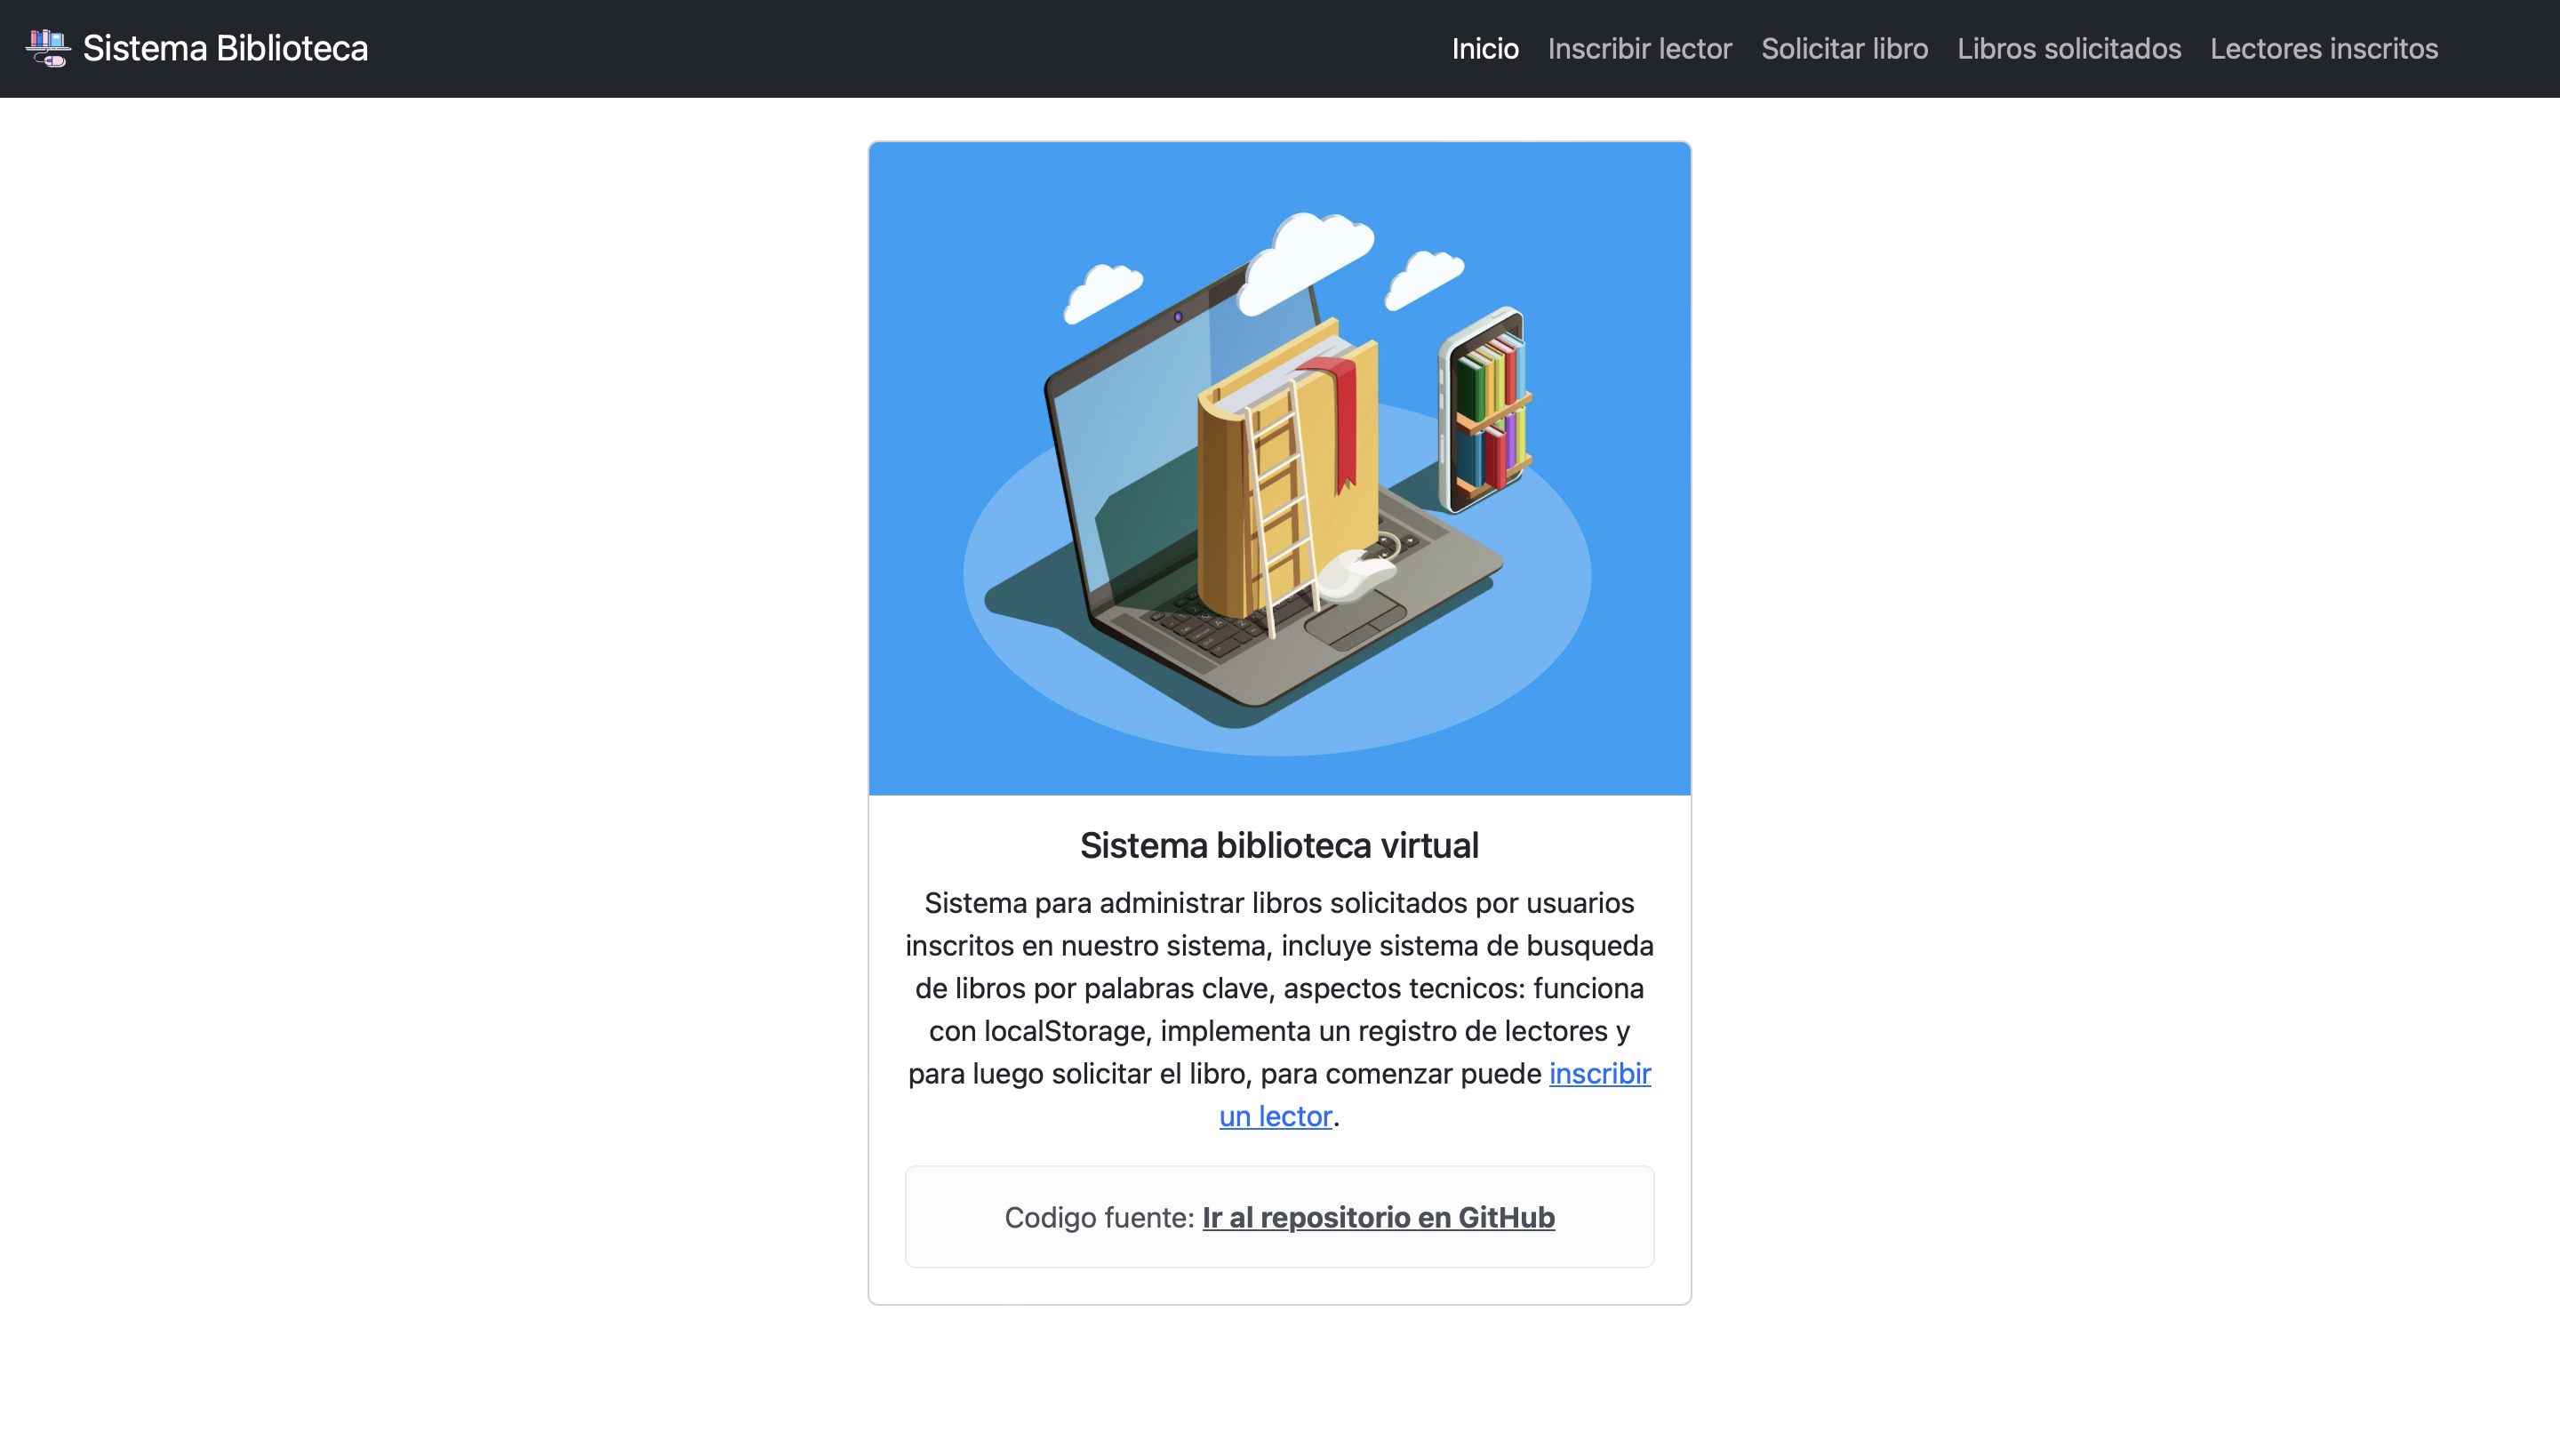 Sistema Biblioteca
Inicio Inscribir lector Solicitar libro Libros solicitados Lectores inscritos
Sistema biblioteca virtual
Sistema para administrar libros solicitados por usuarios
inscritos en nuestro sistema, incluye sistema de busqueda
de libros por palabras clave, aspectos tecnicos: funciona
con localStorage, implementa un registro de lectores y
para luego solicitar el libro, para comenzar puede inscribir
un lector.
Codigo fuente: Ir al repositorio en GitHub